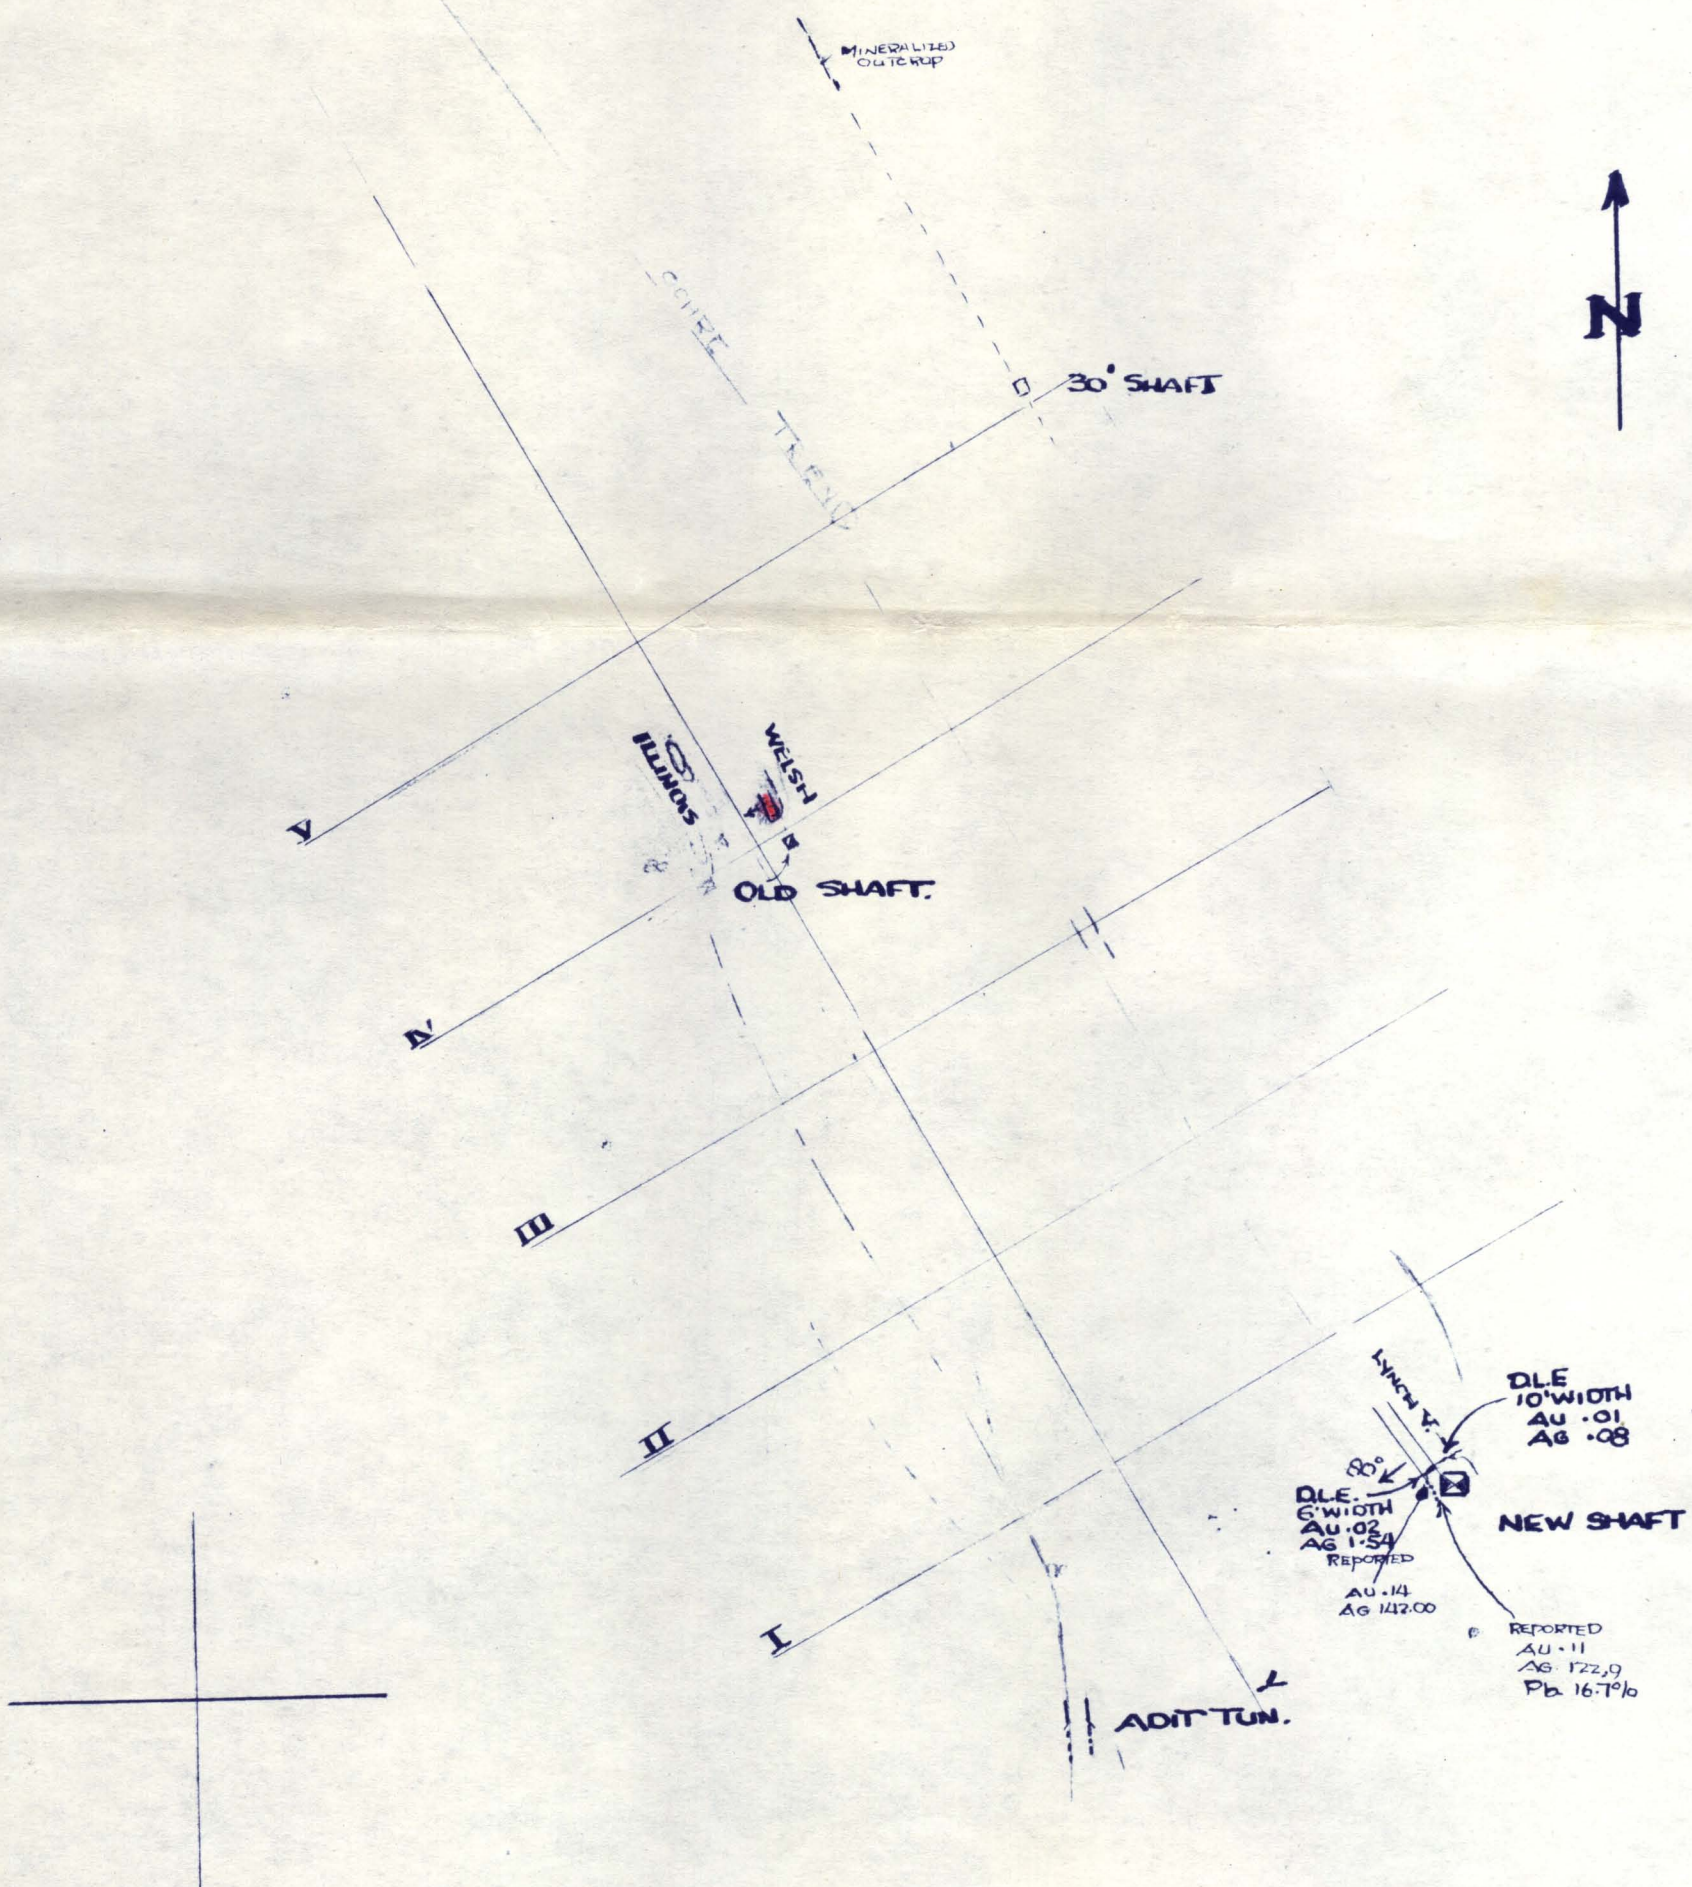 MINERALIZED
OUTCROP
N
30' SHAFT
OCHRE TREND
WELSH
ILLINOIS
V
OLD SHAFT.
IV
III
II
I
LYNCH V.
D.L.E
10' WIDTH
AU .01
AG .08
80°
D.L.E.
6' WIDTH
AU .02
AG 1.54
REPORTED
AU .14
AG 142.00
NEW SHAFT
REPORTED
AU .11
AG 122.9
Pb 16.7%
ADIT TUN.